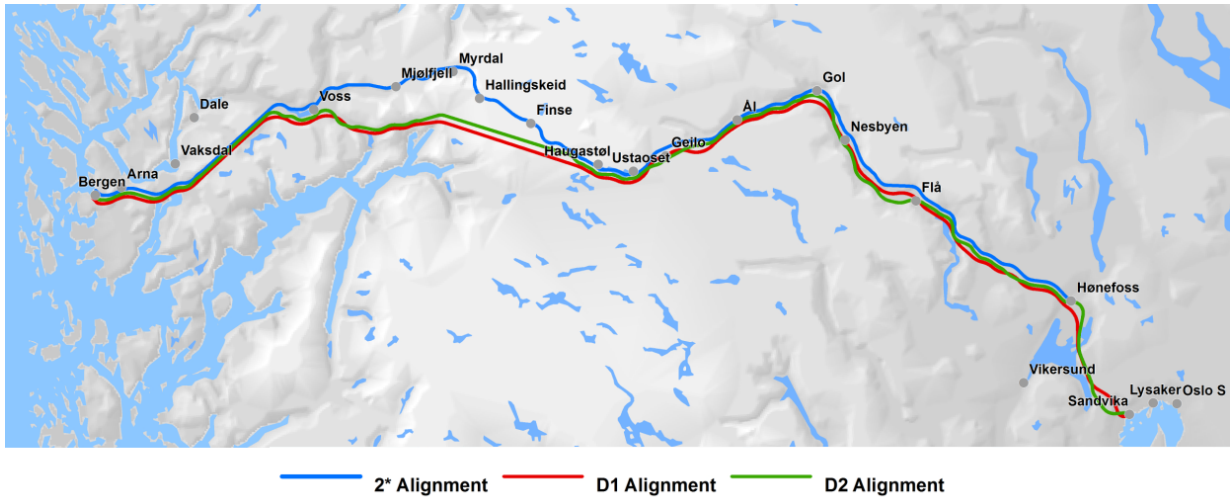 Myrdal
Mjølfjell
Gol
Hallingskeid
Dale
Voss
Finse
Ål
Nesbyen
Vaksdal
Haugastøl
Geilo
Ustaoset
Arna
Bergen
Flå
Hønefoss
Vikersund
Sandvika
Lysaker
Oslo S
2* Alignment
D1 Alignment
D2 Alignment